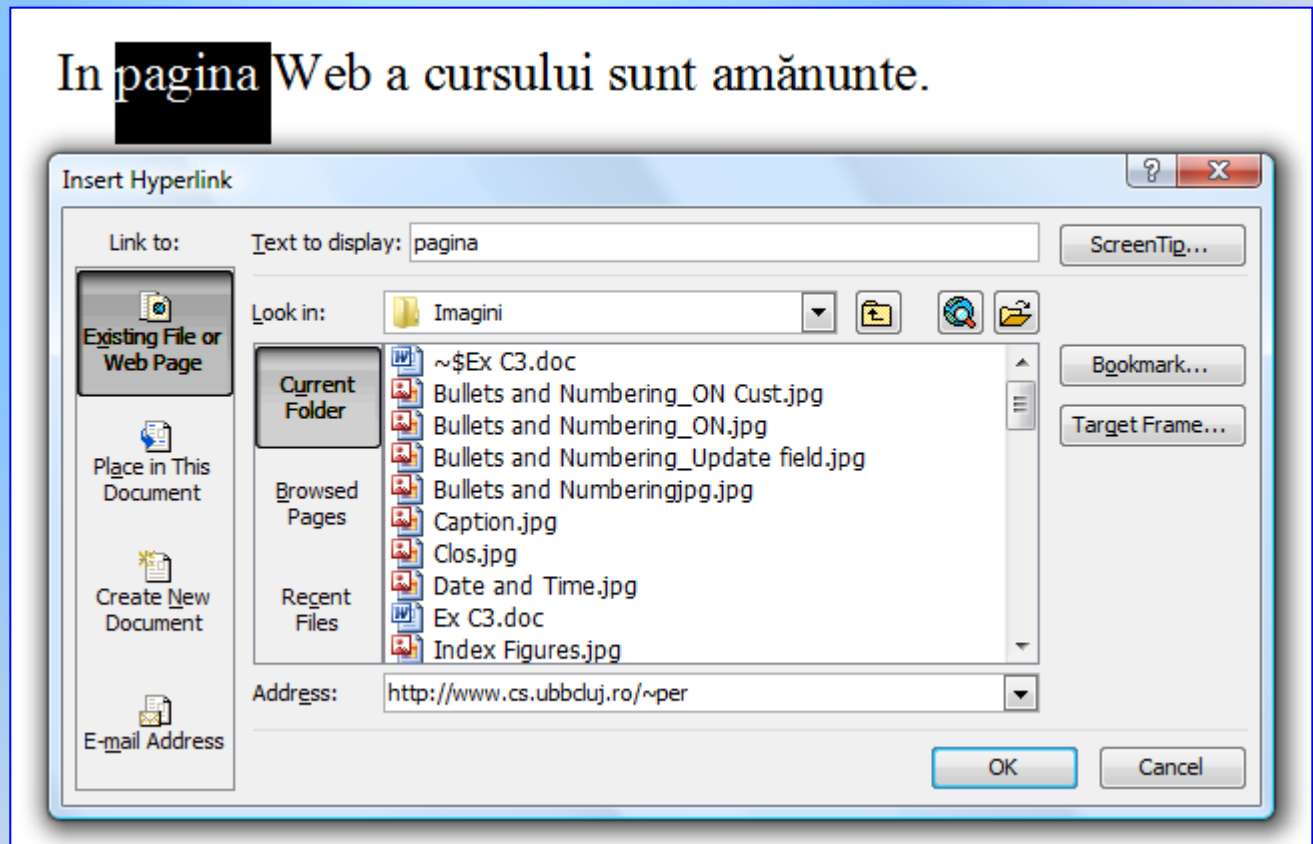 In pagina Web a cursului sunt amănunte.
Insert Hyperlink
Link to:
Text to display: pagina
ScreenTip...
Existing File or
Web Page
Look in: Imagini
Current
Folder
~$Ex C3.doc
Bullets and Numbering_ON Cust.jpg
Bullets and Numbering_ON.jpg
Bullets and Numbering_Update field.jpg
Bullets and Numberingjpg.jpg
Caption.jpg
Clos.jpg
Date and Time.jpg
Ex C3.doc
Index Figures.jpg
Bookmark...
Target Frame...
Place in This
Document
Browsed
Pages
Create New
Document
Recent
Files
Address: http://www.cs.ubbcluj.ro/~per
E-mail Address
OK
Cancel